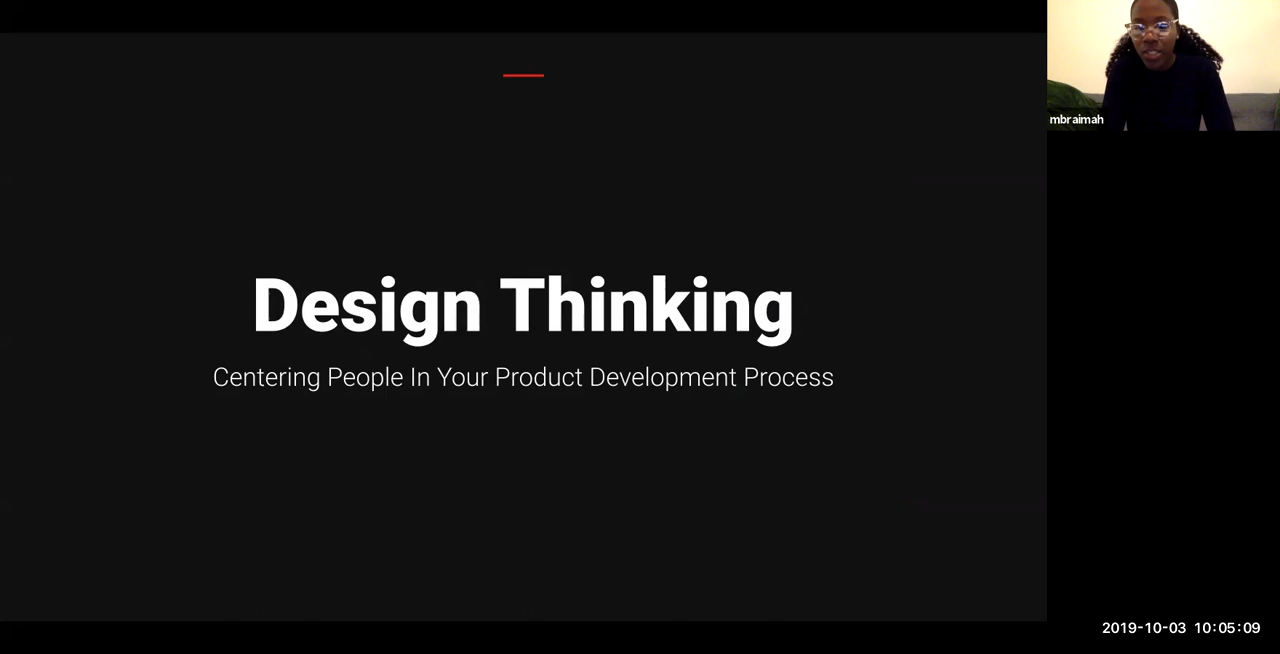 Design Thinking
Centering People In Your Product Development Process
mbraimah
2019-10-03 10:05:09